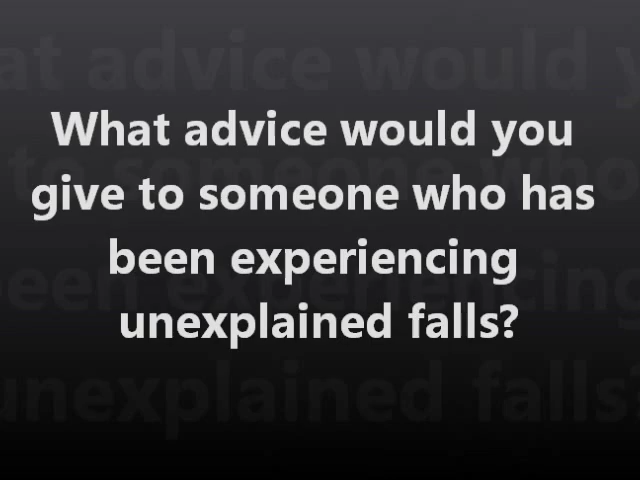 What advice would you
give to someone who has
been experiencing
unexplained falls?